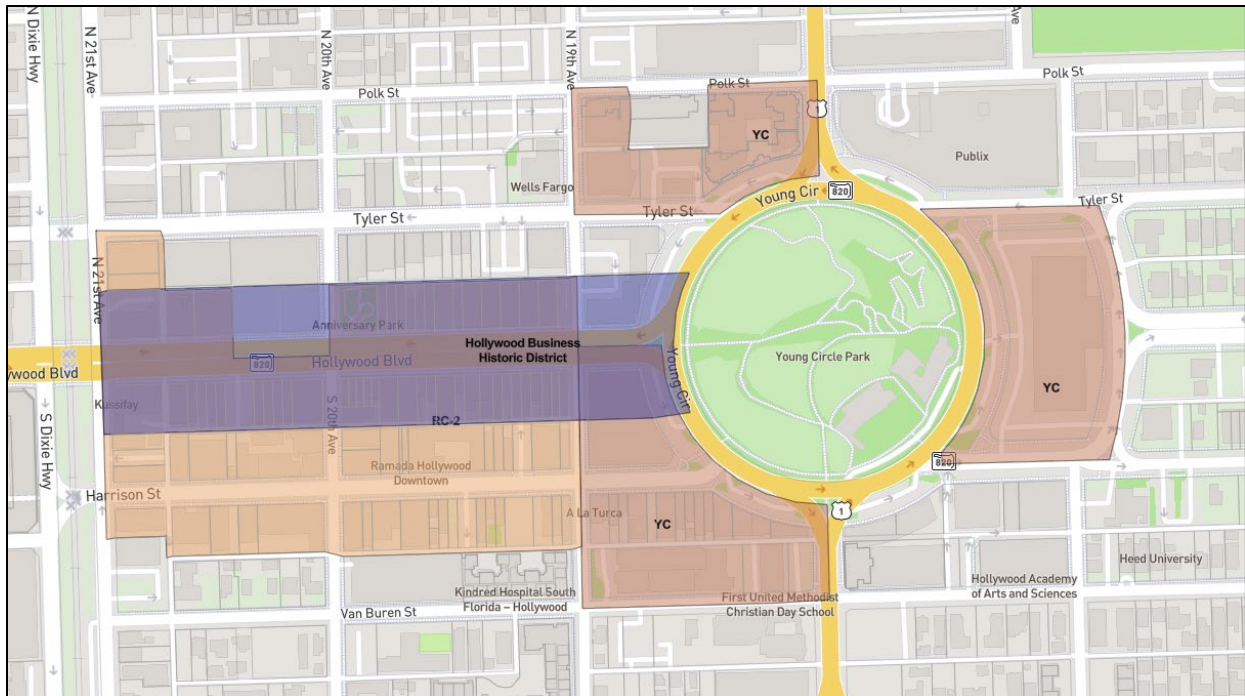 N Dixie Hwy
N 21st Ave
N 20th Ave
N 19th Ave
Ave
Polk St
Polk St
Polk St
1
YC
Publix
Wells Fargo
Young Cir
820
Tyler St
Tyler St
Tyler St
N 21st Ave
Anniversary Park
Hollywood Business
Historic District
820
Hollywood Blvd
ywood Blvd
Young Cir
Young Circle Park
YC
Kussifay
S Dixie Hwy
S 20th Ave
RC-2
Ramada Hollywood
Downtown
820
Harrison St
A La Turca
YC
1
Kindred Hospital South
Florida – Hollywood
First United Methodist
Christian Day School
Hollywood Academy
of Arts and Sciences
Heed University
Van Buren St